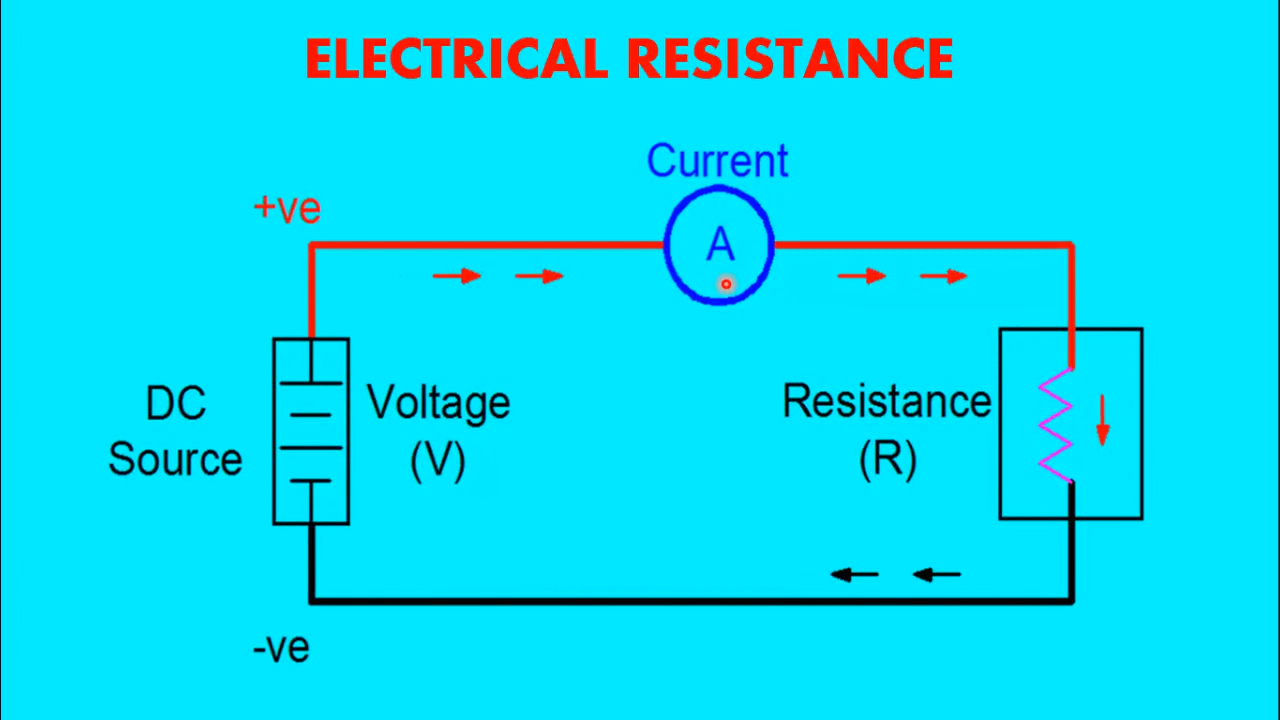 ELECTRICAL RESISTANCE
Current
+ve
A
DC
Source
Voltage
(V)
Resistance
(R)
-ve